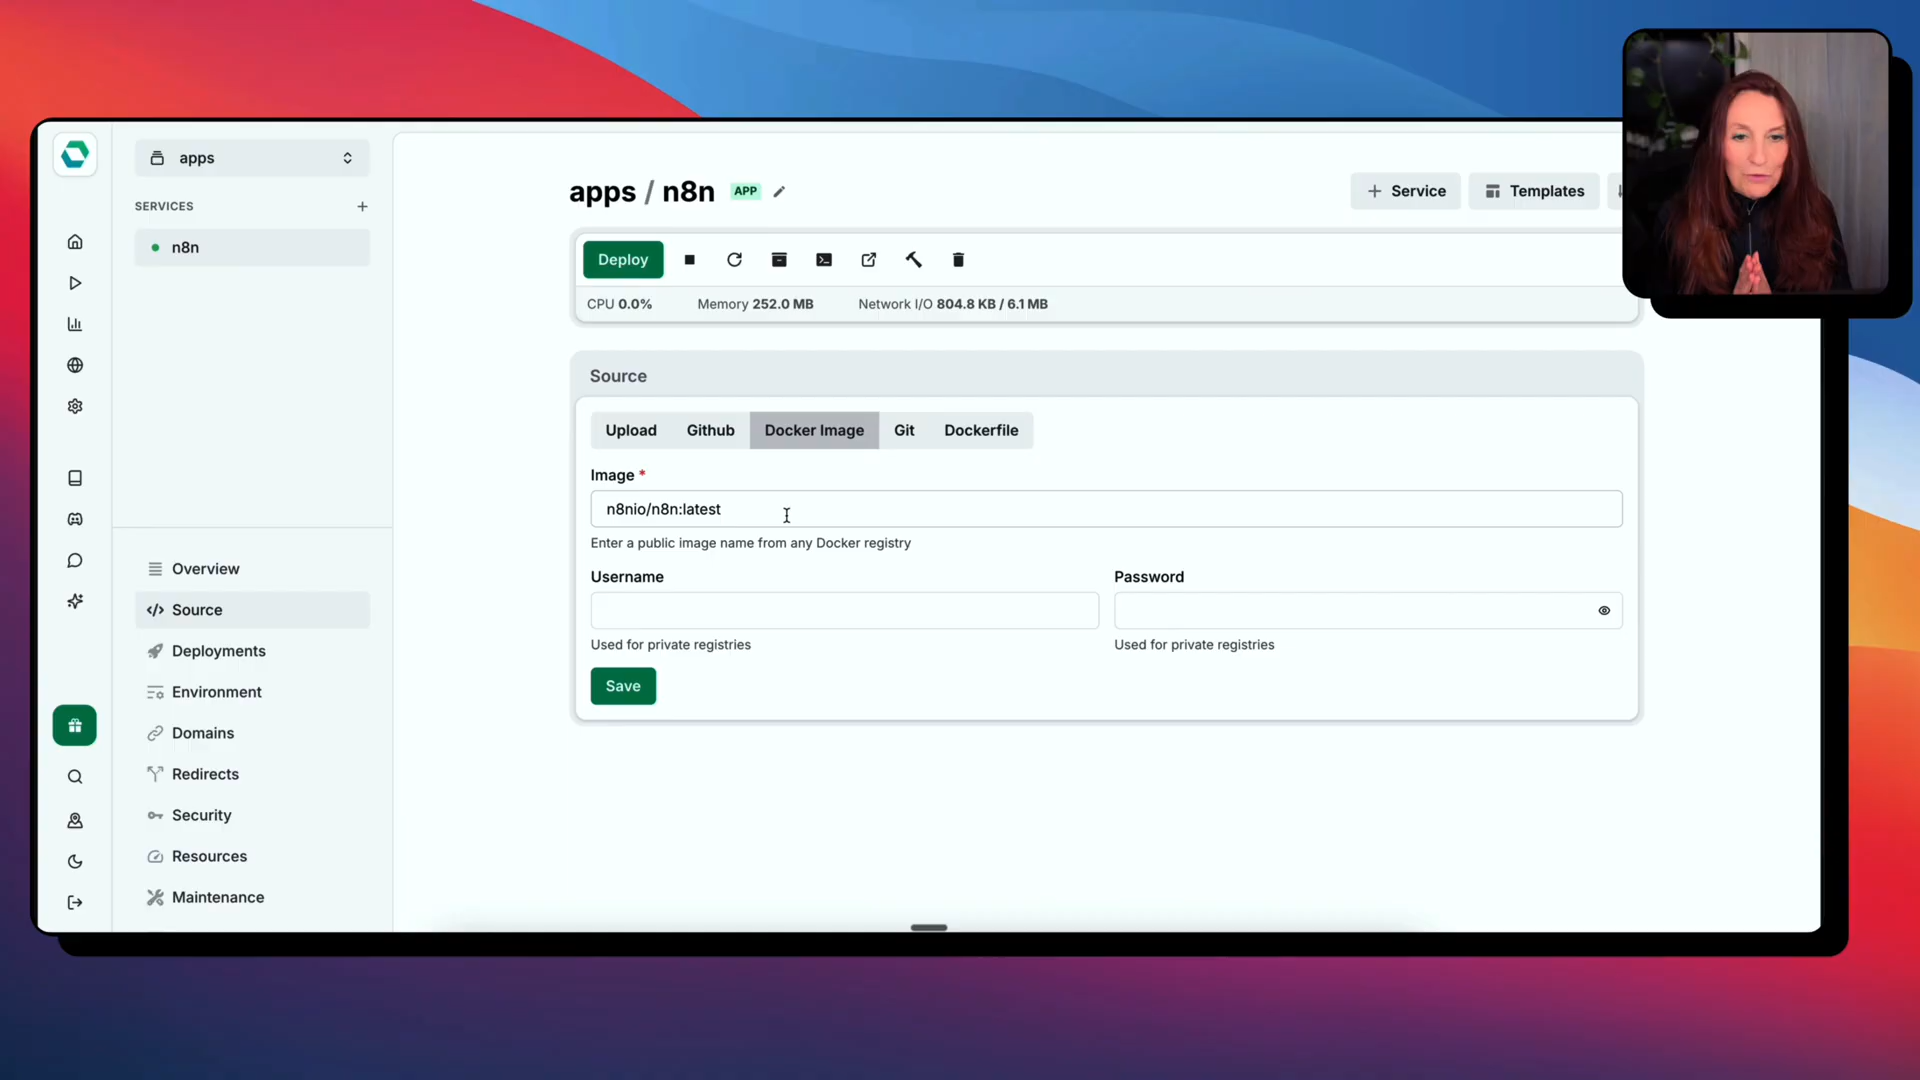 apps
SERVICES
n8n
Overview
Source
Deployments
Environment
Domains
Redirects
Security
Resources
Maintenance
apps / n8n APP
Service
Templates
Deploy
CPU 0.0% Memory 252.0 MB Network I/O 804.8 KB / 6.1 MB
Source
Upload Github Docker Image Git Dockerfile
Image *
n8nio/n8n:latest
Enter a public image name from any Docker registry
Username Password
Used for private registries Used for private registries
Save